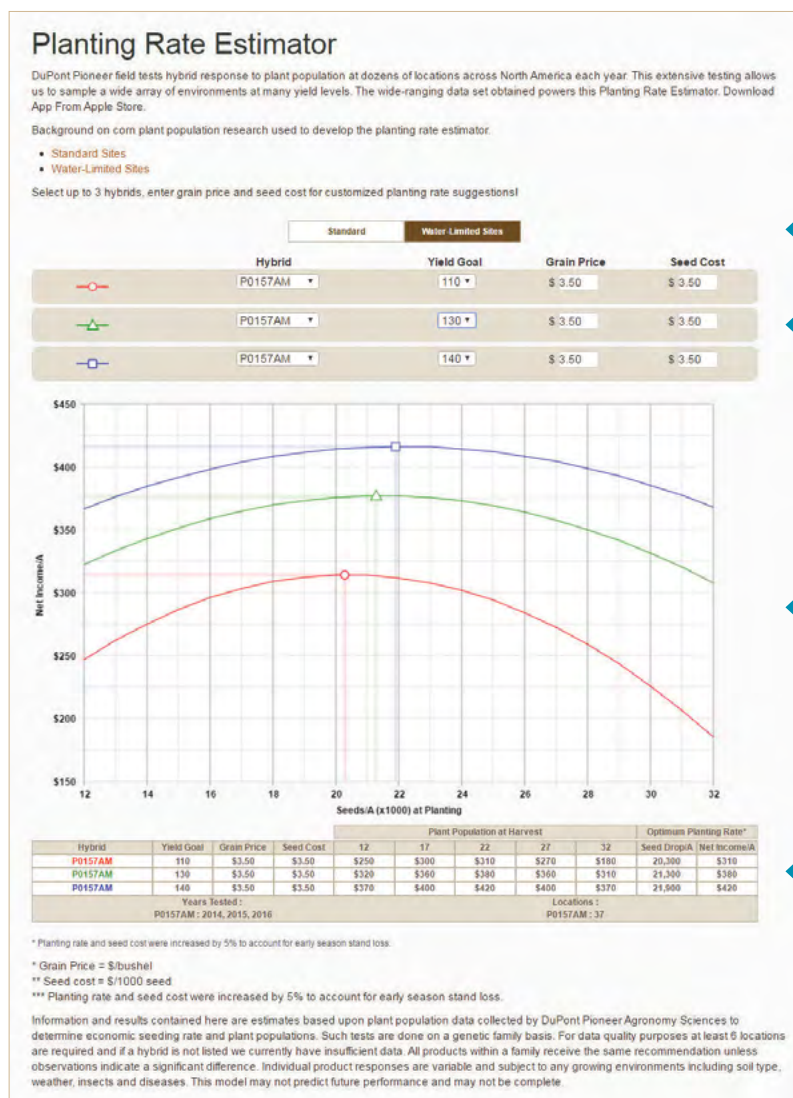 Planting Rate Estimator
DuPont Pioneer field tests hybrid response to plant population at dozens of locations across North America each year. This extensive testing allows
us to sample a wide array of environments at many yield levels. The wide-ranging data set obtained powers this Planting Rate Estimator. Download
App From Apple Store.
Background on corn plant population research used to develop the planting rate estimator.
• Standard Sites
• Water-Limited Sites
Select up to 3 hybrids, enter grain price and seed cost for customized planting rate suggestions!
Standard Water-Limited Sites
Hybrid Yield Goal Grain Price Seed Cost
P0157AM 110 $ 3.50 $ 3.50
P0157AM 130 $ 3.50 $ 3.50
P0157AM 140 $ 3.50 $ 3.50
$450
$400
$350
$300
$250
$200
$150
Net Income/A
12 14 16 18 20 22 24 26 28 30 32
Seeds/A (x1000) at Planting
Plant Population at Harvest Optimum Planting Rate*
Hybrid Yield Goal Grain Price Seed Cost 12 17 22 27 32 Seed Drop/A Net Income/A
P0157AM 110 $3.50 $3.50 $250 $300 $310 $270 $180 20,300 $310
P0157AM 130 $3.50 $3.50 $320 $360 $380 $360 $310 21,300 $380
P0157AM 140 $3.50 $3.50 $370 $400 $420 $400 $370 21,900 $420
Years Tested : Locations :
P0157AM : 2014, 2015, 2016 P0157AM : 37
* Planting rate and seed cost were increased by 5% to account for early season stand loss.
* Grain Price = $/bushel
** Seed cost = $/1000 seed
*** Planting rate and seed cost were increased by 5% to account for early season stand loss.
Information and results contained here are estimates based upon plant population data collected by DuPont Pioneer Agronomy Sciences to
determine economic seeding rate and plant populations. Such tests are done on a genetic family basis. For data quality purposes at least 6 locations
are required and if a hybrid is not listed we currently have insufficient data. All products within a family receive the same recommendation unless
observations indicate a significant difference. Individual product responses are variable and subject to any growing environments including soil type,
weather, insects and diseases. This model may not predict future performance and may not be complete.